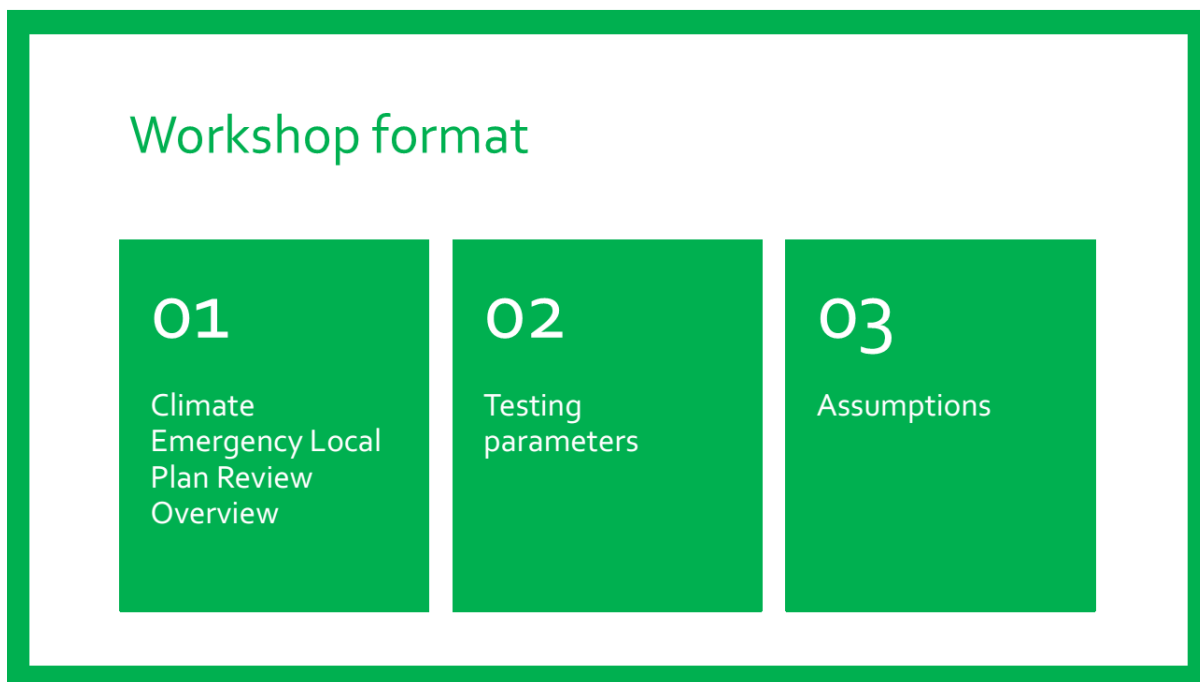 Workshop format
01
Climate
Emergency Local
Plan Review
Overview
02
Testing
parameters
03
Assumptions